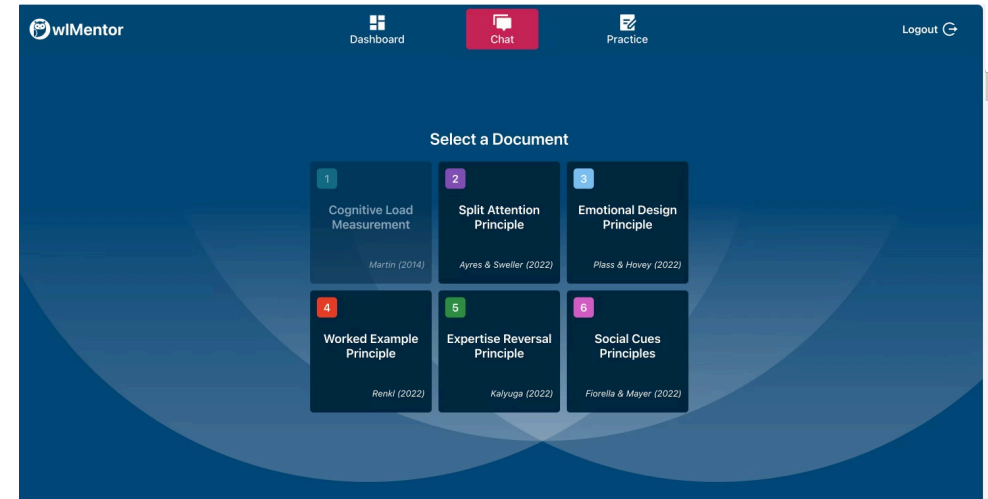 OwlMentor
Dashboard
Chat
Practice
Logout
Select a Document
1
Cognitive Load
Measurement
Martin (2014)
2
Split Attention
Principle
Ayres & Sweller (2022)
3
Emotional Design
Principle
Plass & Hovey (2022)
4
Worked Example
Principle
Renkl (2022)
5
Expertise Reversal
Principle
Kalyuga (2022)
6
Social Cues
Principles
Fiorella & Mayer (2022)